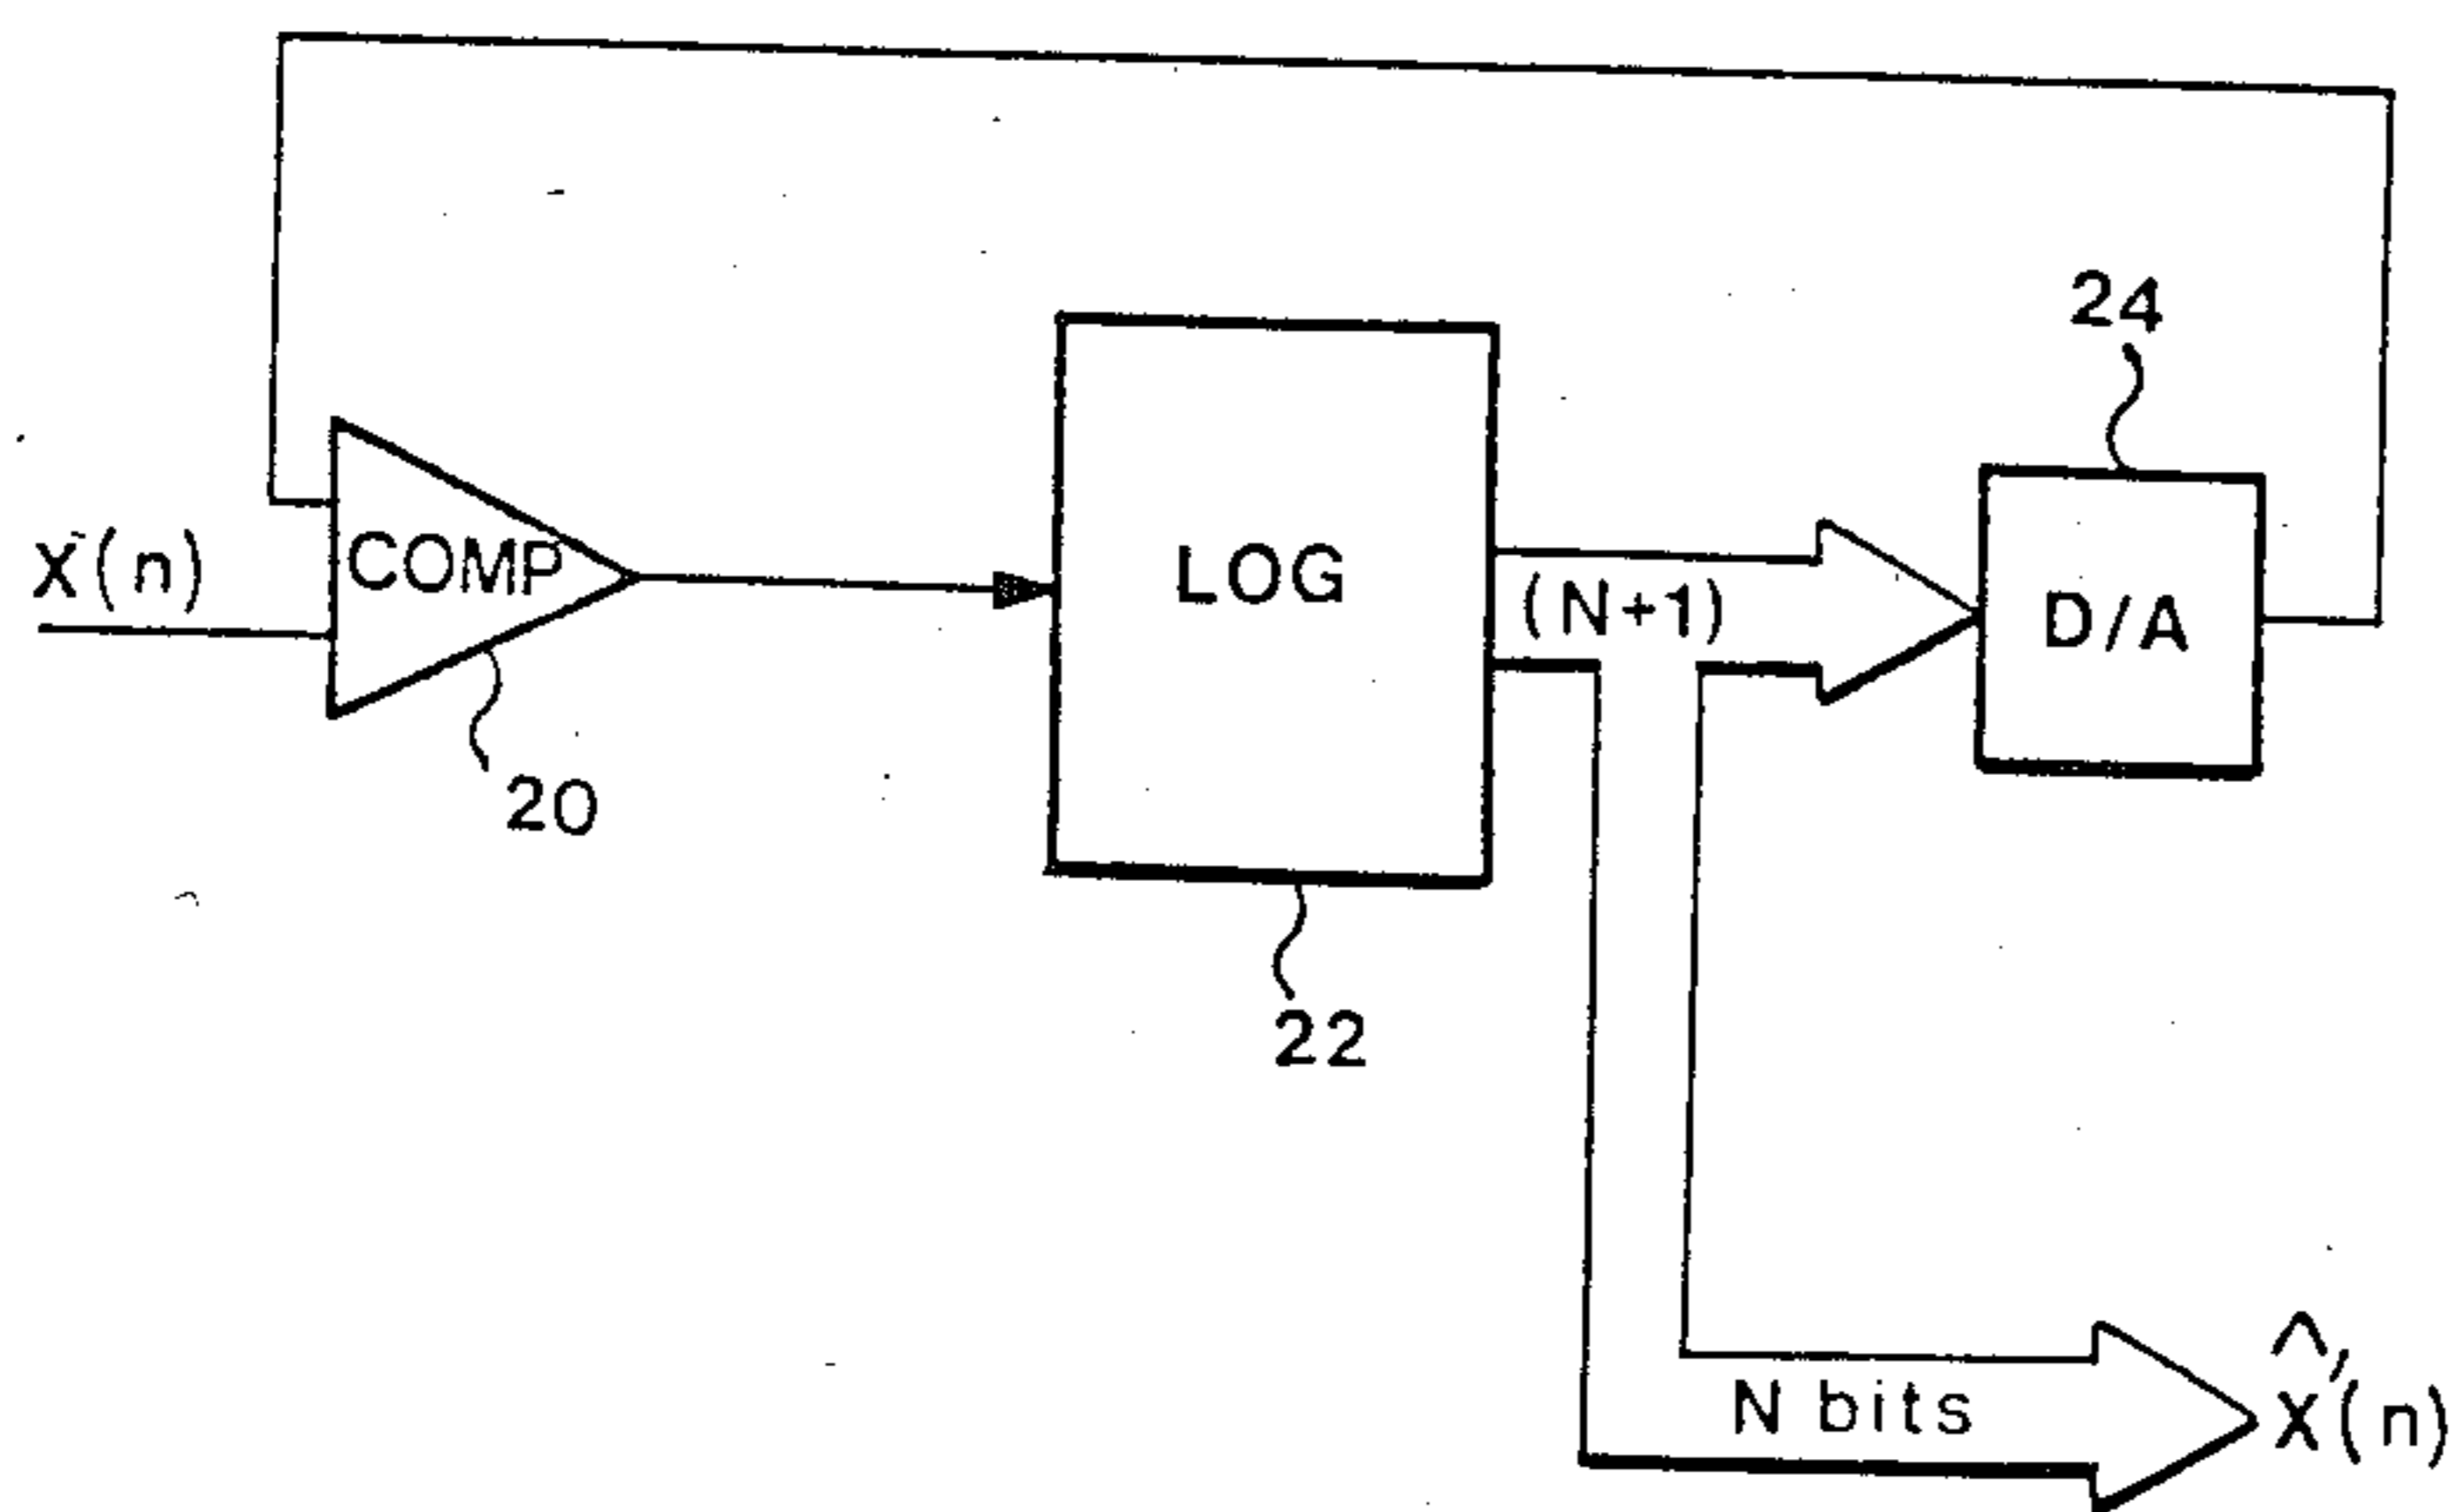 24
X(n)
COMP
LOG
(N+1)
D/A
20
22
N bits
X̂'(n)